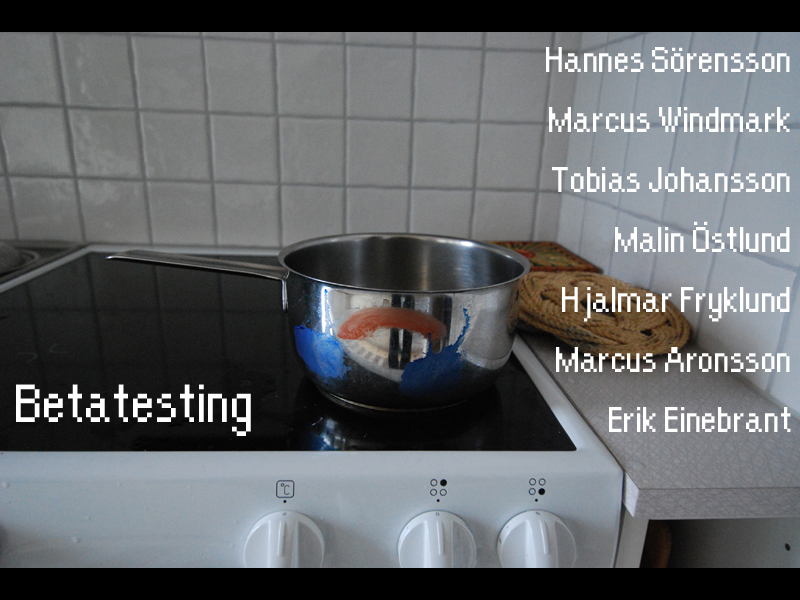 Hannes Sörensson
Marcus Windmark
Tobias Johansson
Malin Östlund
Hjalmar Fryklund
Marcus Aronsson
Betatesting
Erik Einebrant
°C